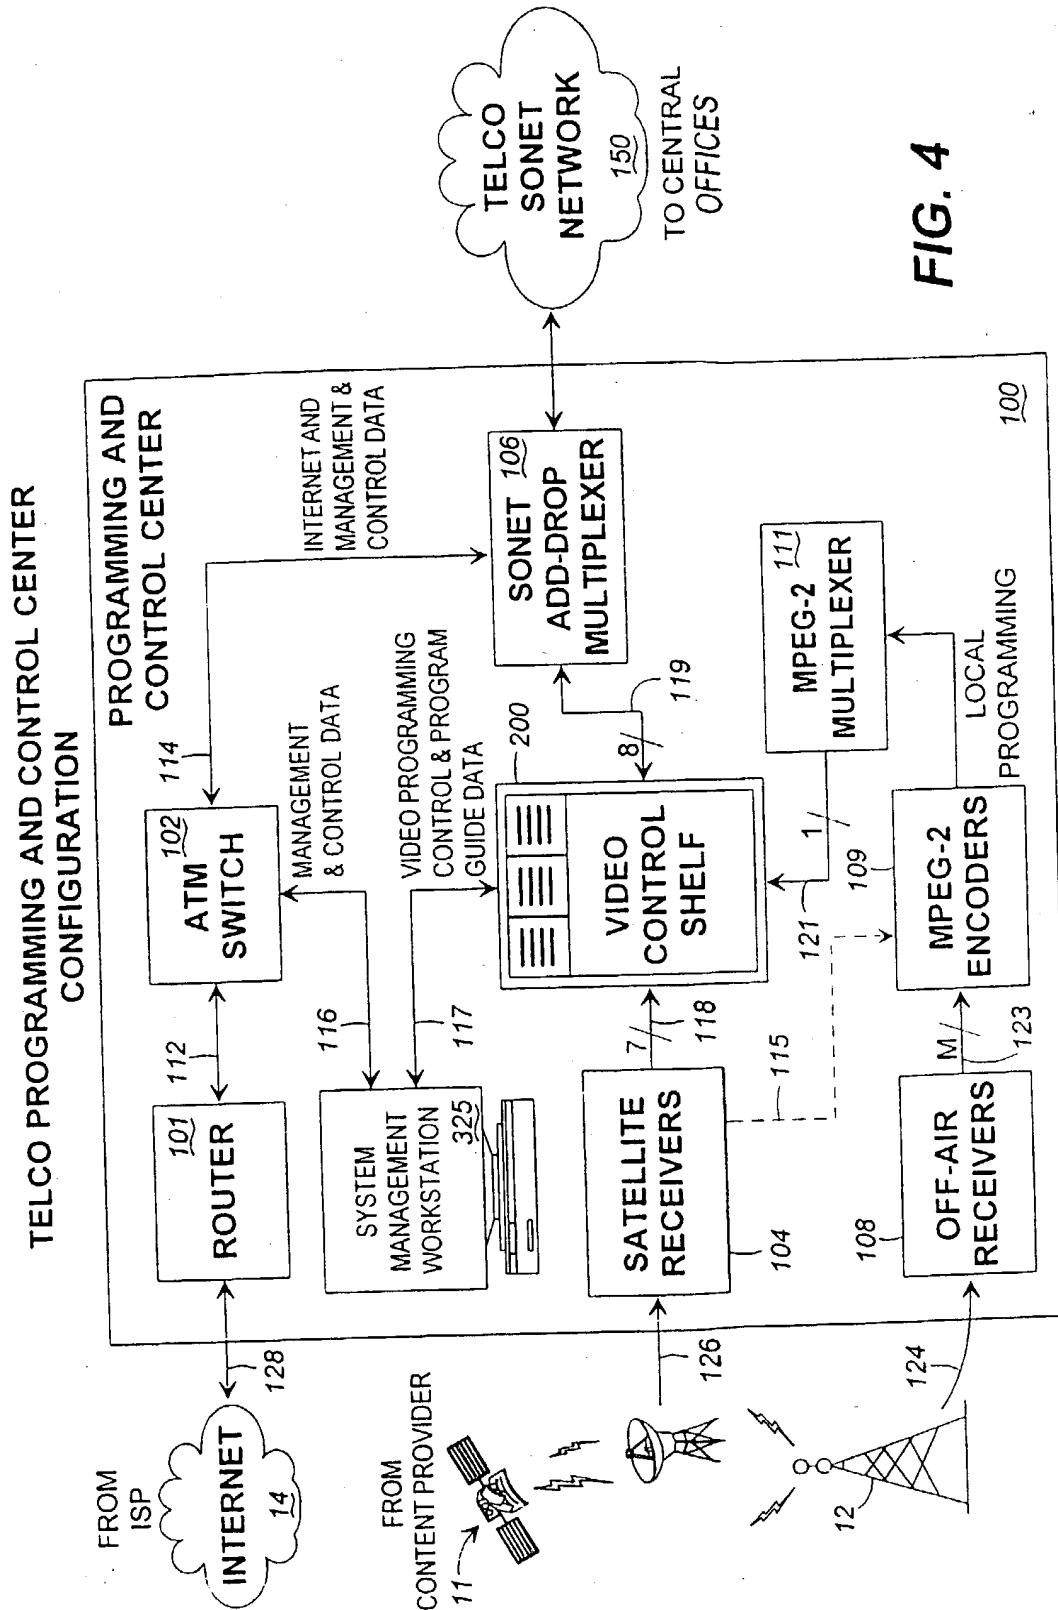 TELCO PROGRAMMING AND CONTROL CENTER
CONFIGURATION
PROGRAMMING AND
CONTROL CENTER
FROM
ISP
INTERNET
14
128
101
ROUTER
112
102
ATM
SWITCH
114
INTERNET AND
MANAGEMENT &
CONTROL DATA
116
MANAGEMENT
& CONTROL DATA
SYSTEM
MANAGEMENT
WORKSTATION
325
117
VIDEO PROGRAMMING
CONTROL & PROGRAM
GUIDE DATA
SONET
106
ADD-DROP
MULTIPLEXER
TELCO
SONET
NETWORK
150
TO CENTRAL
OFFICES
FROM
CONTENT PROVIDER
11
126
SATELLITE
RECEIVERS
104
7
118
200
VIDEO
CONTROL
SHELF
8
119
115
121
1
111
MPEG-2
MULTIPLEXER
12
124
108
OFF-AIR
RECEIVERS
M
123
109
MPEG-2
ENCODERS
LOCAL
PROGRAMMING
100
FIG. 4